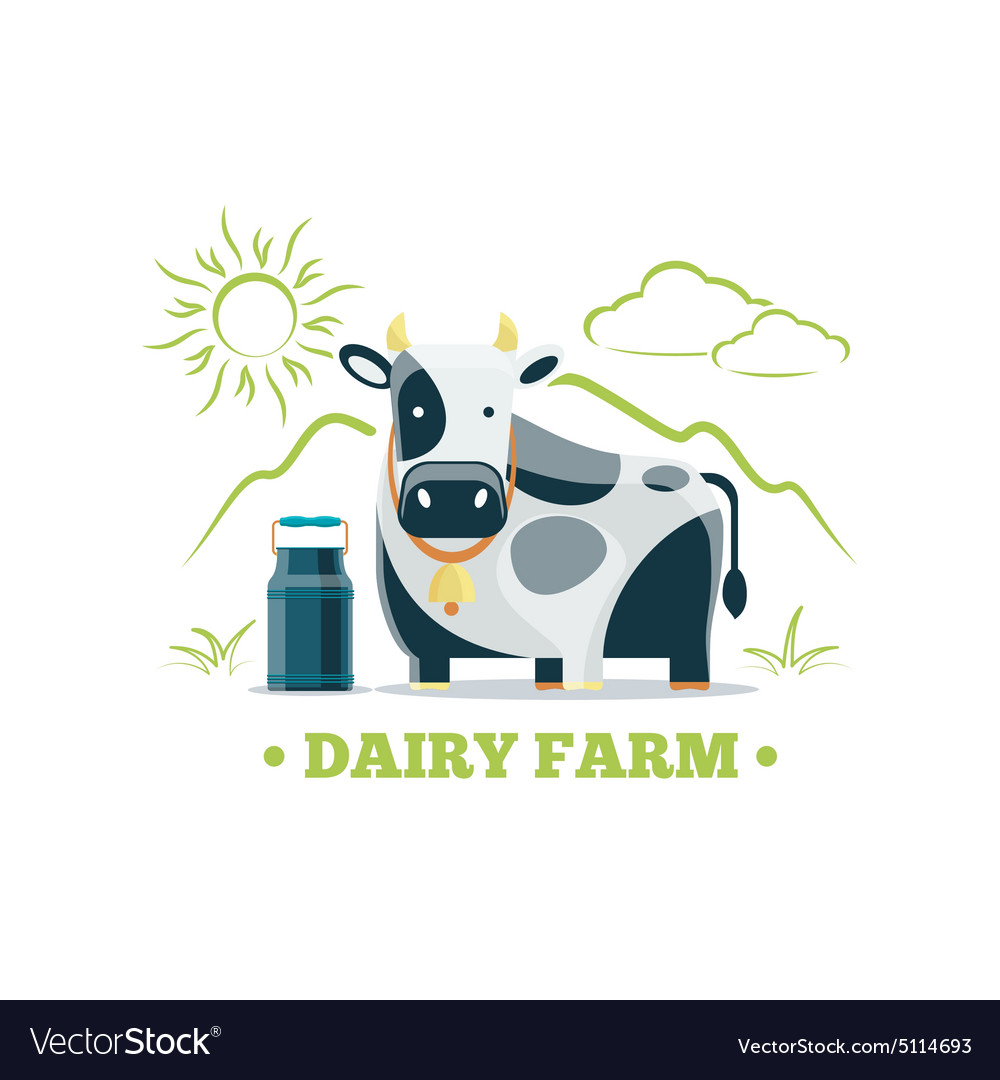 • DAIRY FARM •
VectorStock®
VectorStock.com/5114693